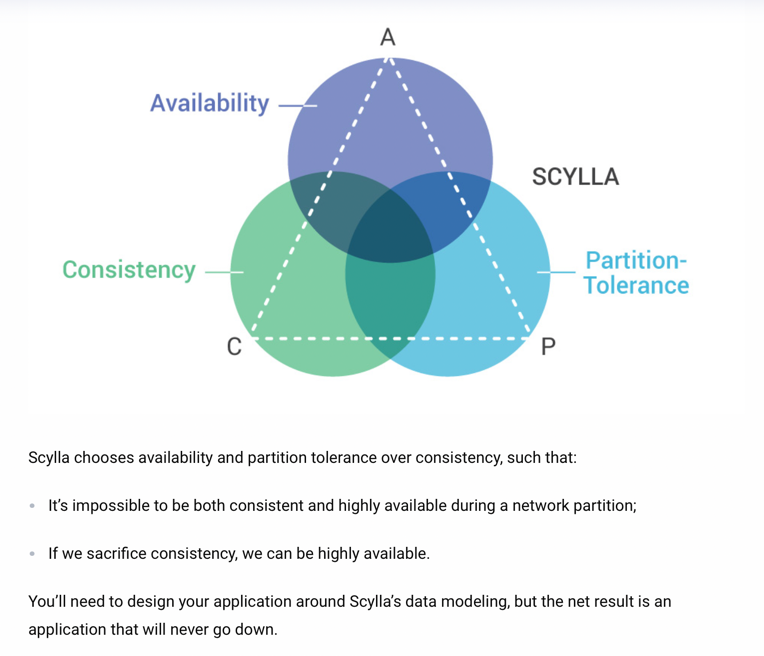 A
Availability
SCYLLA
Consistency
Partition-
Tolerance
C
P
Scylla chooses availability and partition tolerance over consistency, such that:
It’s impossible to be both consistent and highly available during a network partition;
If we sacrifice consistency, we can be highly available.
You’ll need to design your application around Scylla’s data modeling, but the net result is an
application that will never go down.